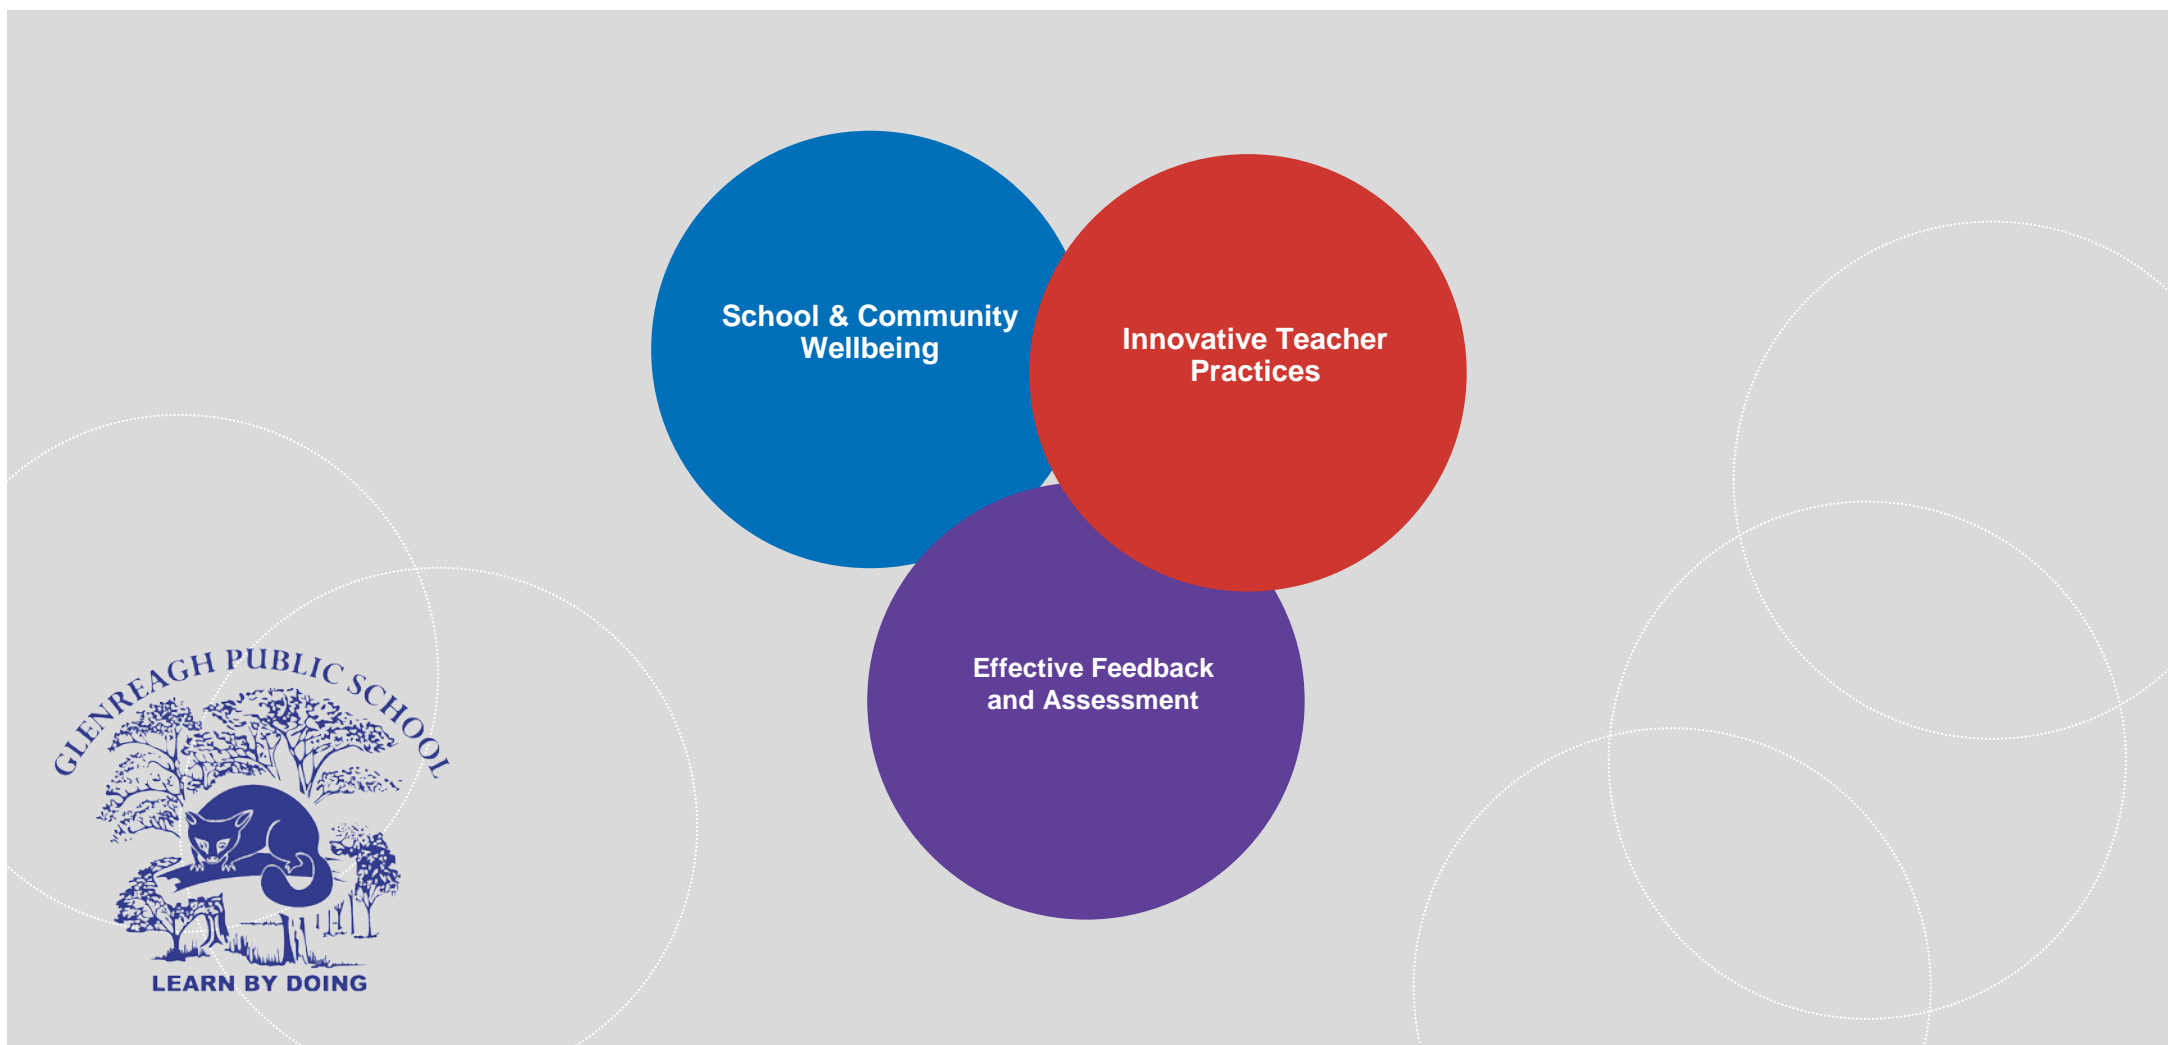 School & Community
Wellbeing
Innovative Teacher
Practices
Effective Feedback
and Assessment
GLENREAGH PUBLIC SCHOOL
LEARN BY DOING